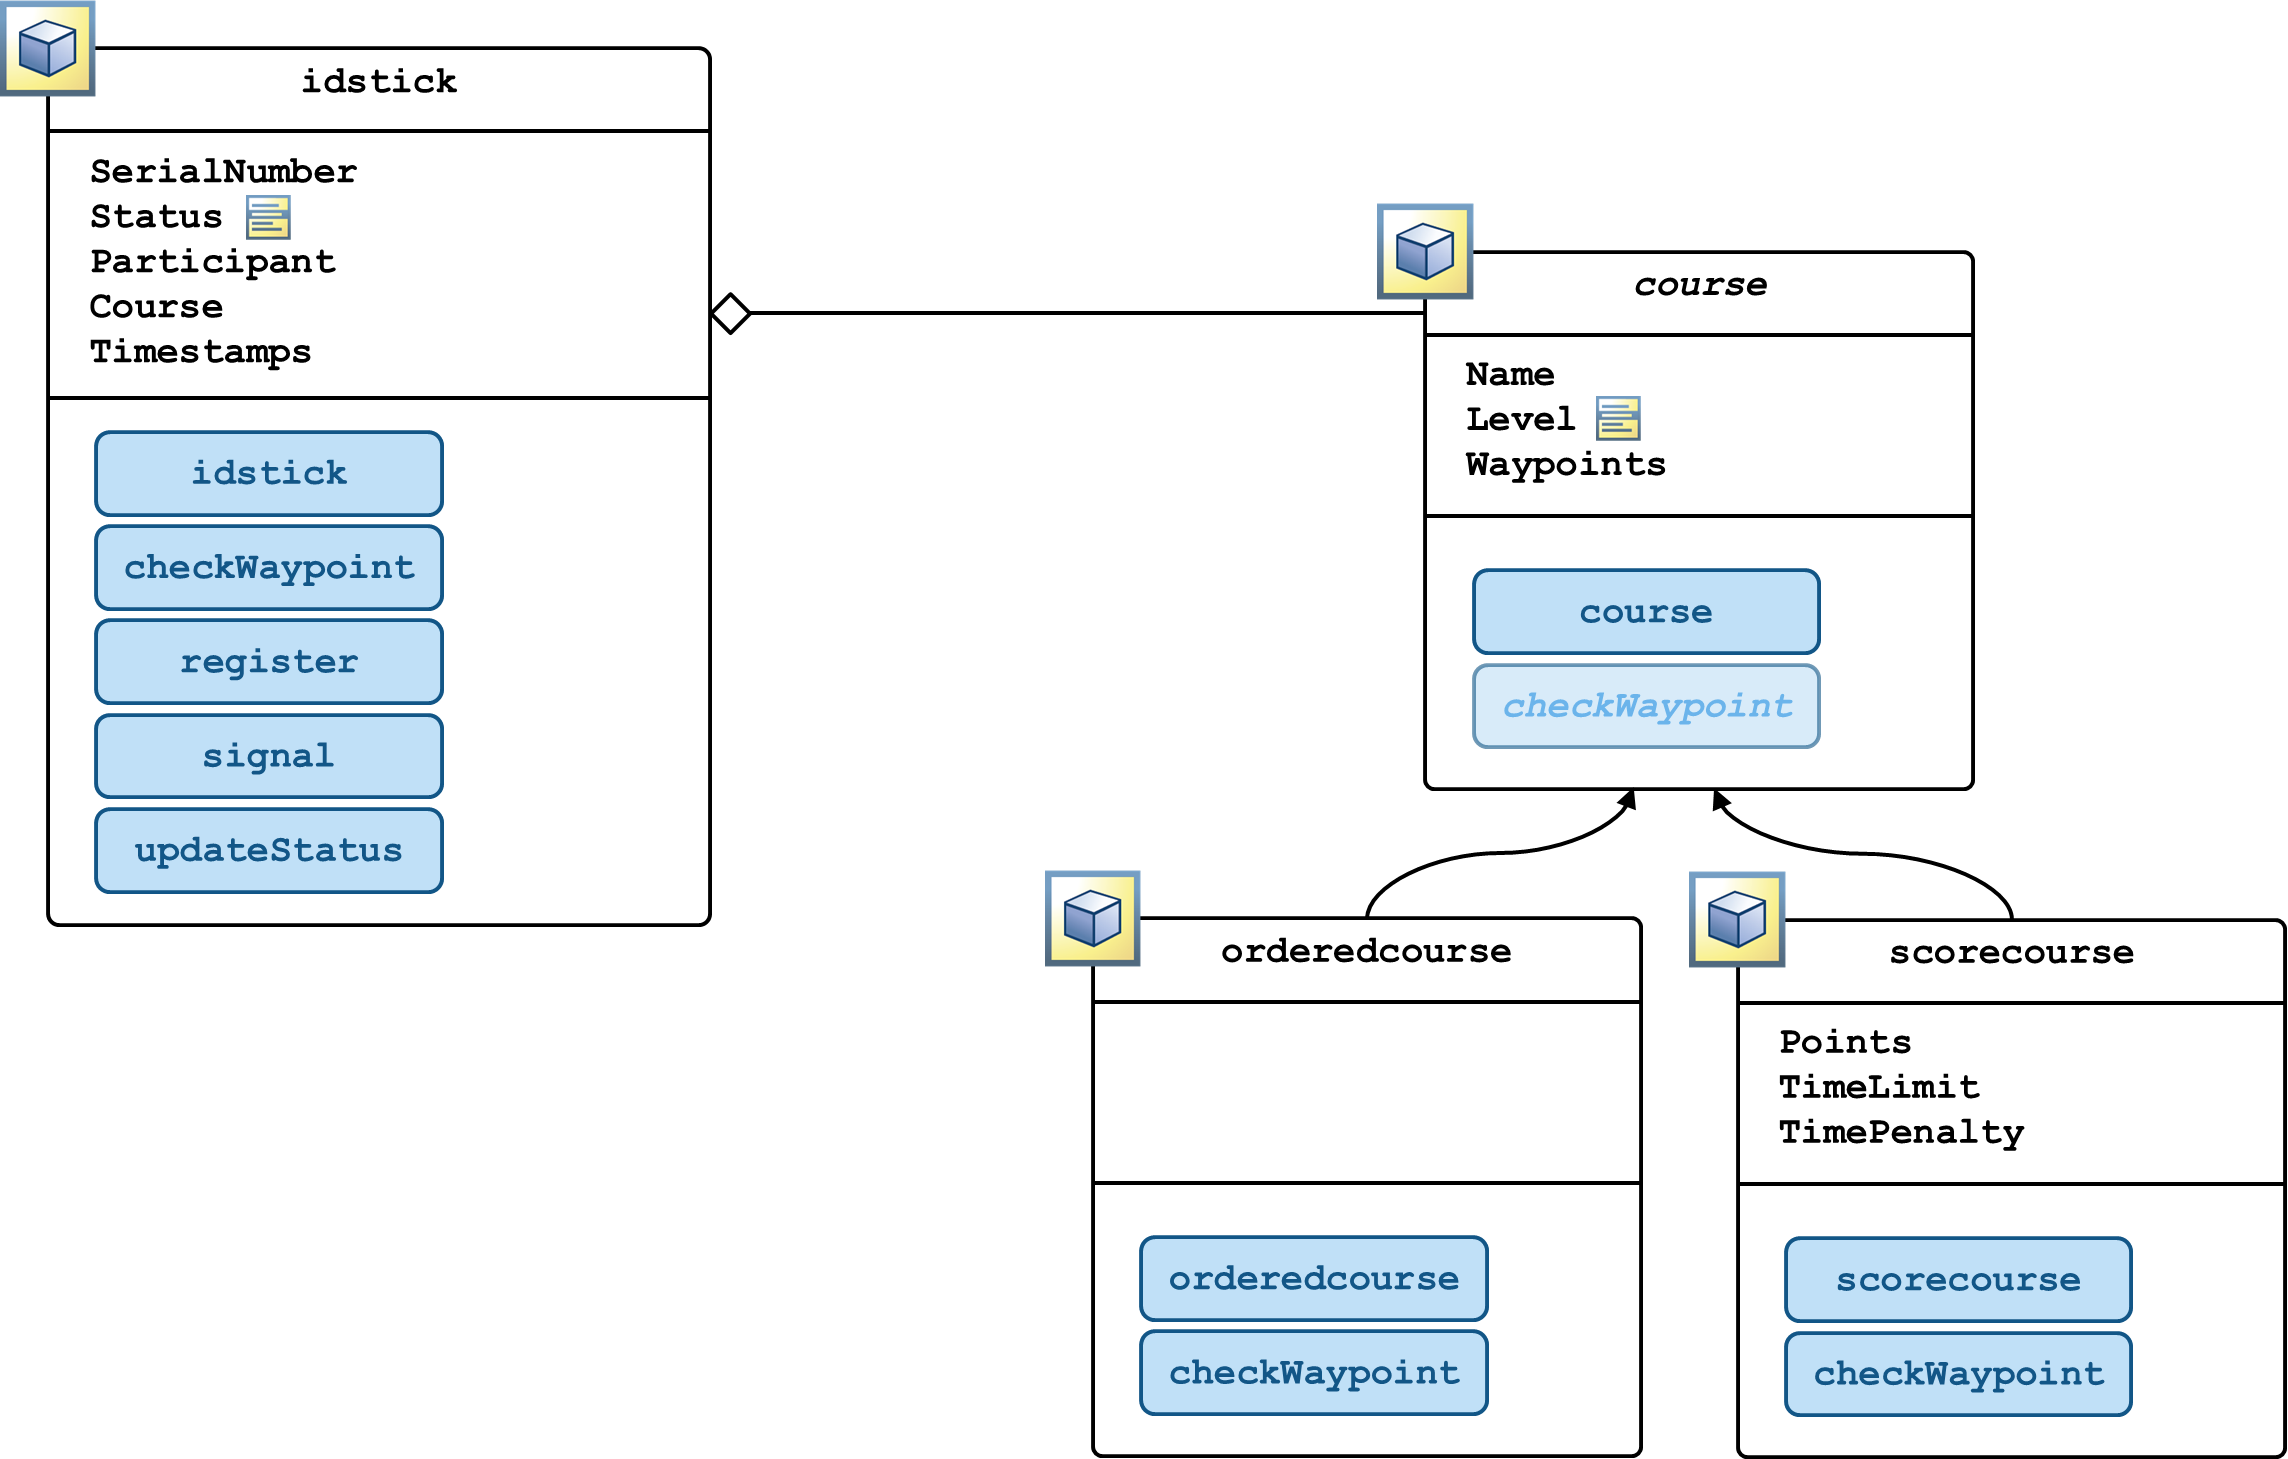 idstick
SerialNumber
Status
Participant
Course
Timestamps
idstick
checkWaypoint
register
signal
updateStatus
course
Name
Level
Waypoints
course
checkWaypoint
orderedcourse
orderedcourse
checkWaypoint
scorecourse
Points
TimeLimit
TimePenalty
scorecourse
checkWaypoint